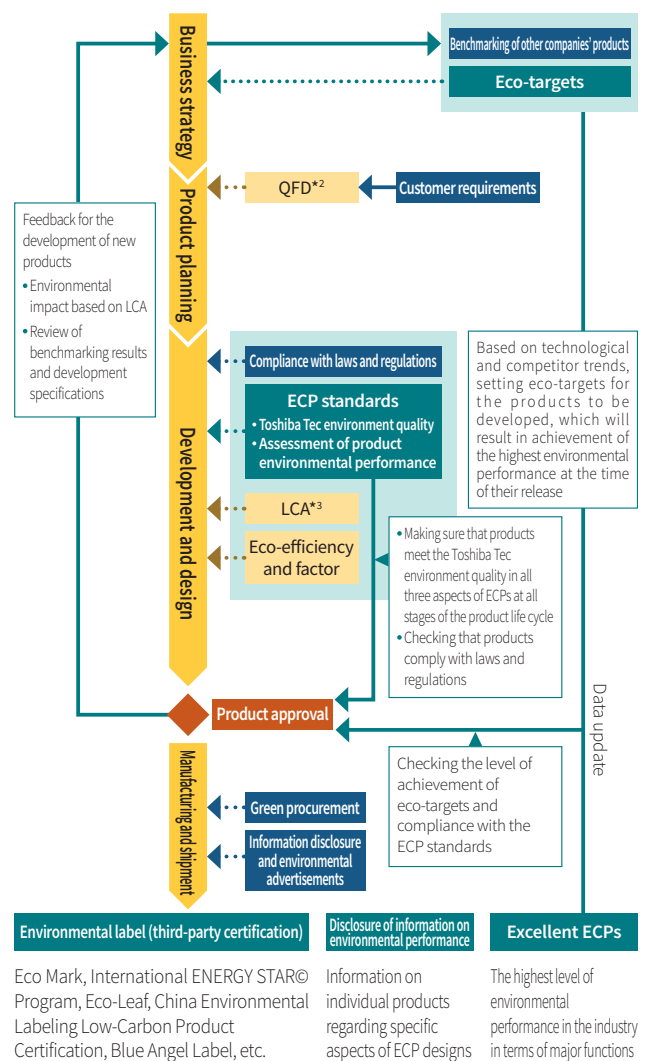 Business strategy
Benchmarking of other companies' products
Eco-targets
Product planning
QFD*2
Customer requirements
Feedback for the
development of new
products
• Environmental
impact based on LCA
• Review of
benchmarking results
and development
specifications
Development and design
Compliance with laws and regulations
ECP standards
• Toshiba Tec environment quality
• Assessment of product
environmental performance
LCA*3
Eco-efficiency
and factor
Based on technological
and competitor trends,
setting eco-targets for
the products to be
developed, which will
result in achievement of
the highest environmental
performance at the time
of their release
• Making sure that products
meet the Toshiba Tec
environment quality in all
three aspects of ECPs at all
stages of the product life cycle
• Checking that products
comply with laws and
regulations
Product approval
Data update
Checking the level of
achievement of
eco-targets and
compliance with the
ECP standards
Manufacturing and shipment
Green procurement
Information disclosure
and environmental
advertisements
Environmental label (third-party certification)
Eco Mark, International ENERGY STAR©
Program, Eco-Leaf, China Environmental
Labeling Low-Carbon Product
Certification, Blue Angel Label, etc.
Disclosure of information on
environmental performance
Information on
individual products
regarding specific
aspects of ECP designs
Excellent ECPs
The highest level of
environmental
performance in the industry
in terms of major functions